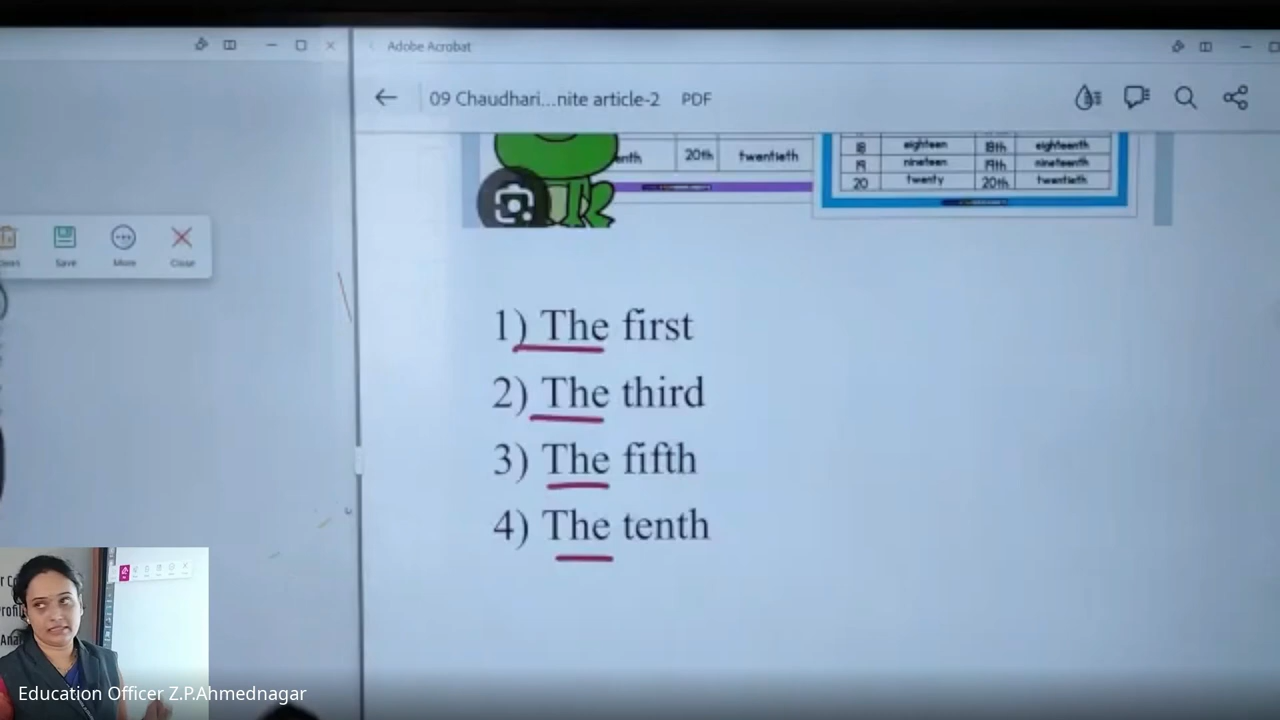 Adobe Acrobat
09 Chaudhari...nite article-2 PDF
enth 20th twentieth
18 eighteen 18th eighteenth
19 nineteen 19th nineteenth
20 twenty 20th twentieth
Save More Close
1) The first
2) The third
3) The fifth
4) The tenth
Education Officer Z.P.Ahmednagar